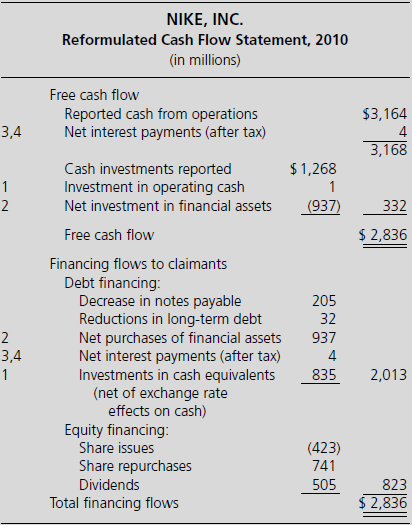 NIKE, INC.
Reformulated Cash Flow Statement, 2010
(in millions)
Free cash flow
Reported cash from operations $3,164
3,4 Net interest payments (after tax) 4
3,168
Cash investments reported $1,268
1 Investment in operating cash 1
2 Net investment in financial assets (937) 332
Free cash flow $ 2,836
Financing flows to claimants
Debt financing:
Decrease in notes payable 205
Reductions in long-term debt 32
2 Net purchases of financial assets 937
3,4 Net interest payments (after tax) 4
1 Investments in cash equivalents 835 2,013
(net of exchange rate
effects on cash)
Equity financing:
Share issues (423)
Share repurchases 741
Dividends 505 823
Total financing flows $ 2,836